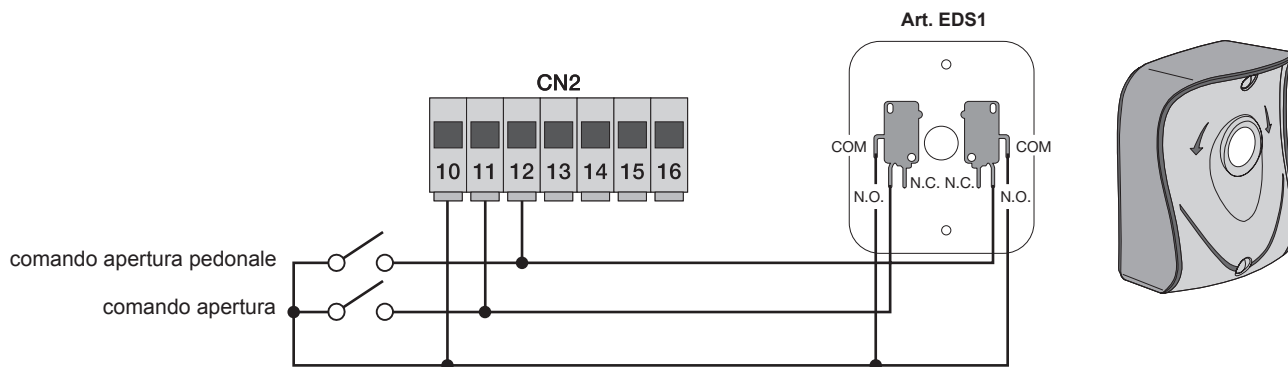 Art. EDS1
CN2
10 11 12 13 14 15 16
COM
COM
N.C. N.C.
N.O.
N.O.
comando apertura pedonale
comando apertura